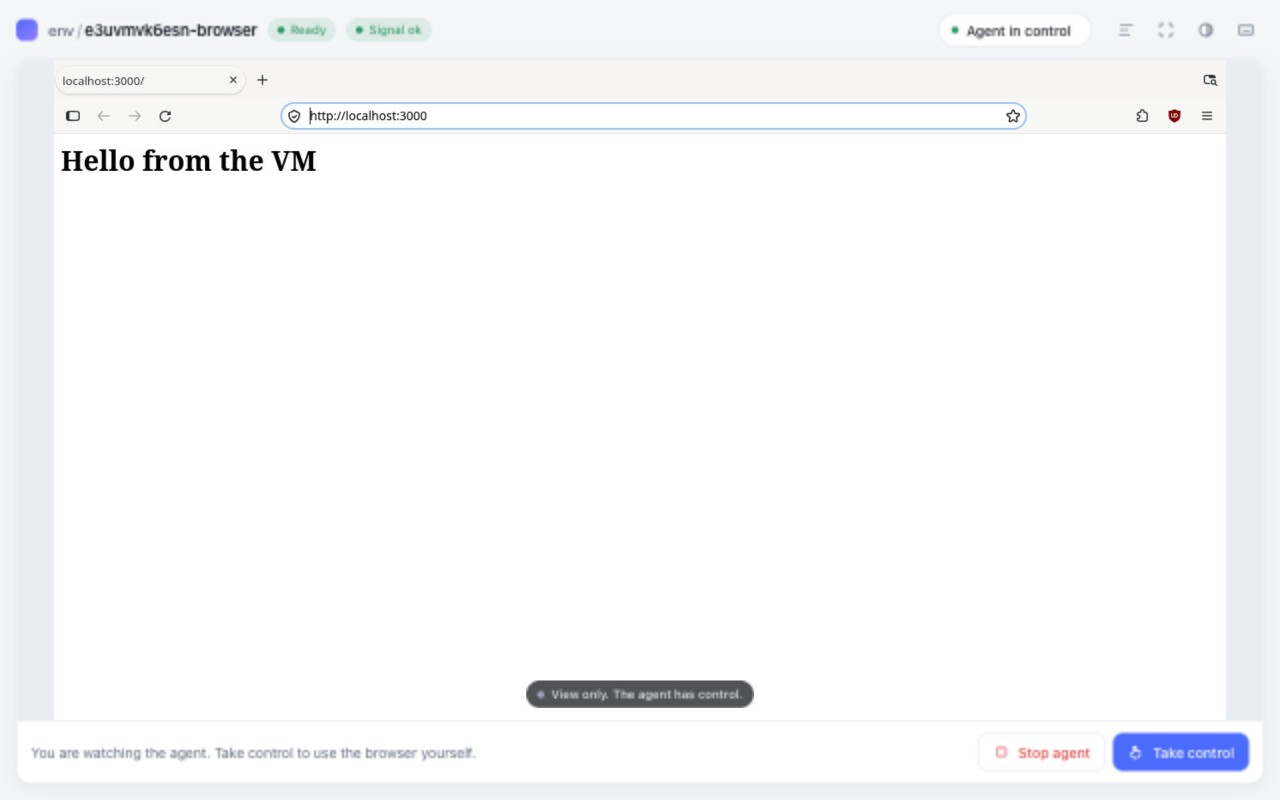 env / e3uvmvk6esn-browser
Ready
Signal ok
Agent in control
localhost:3000/
http://localhost:3000
Hello from the VM
View only. The agent has control.
You are watching the agent. Take control to use the browser yourself.
Stop agent
Take control